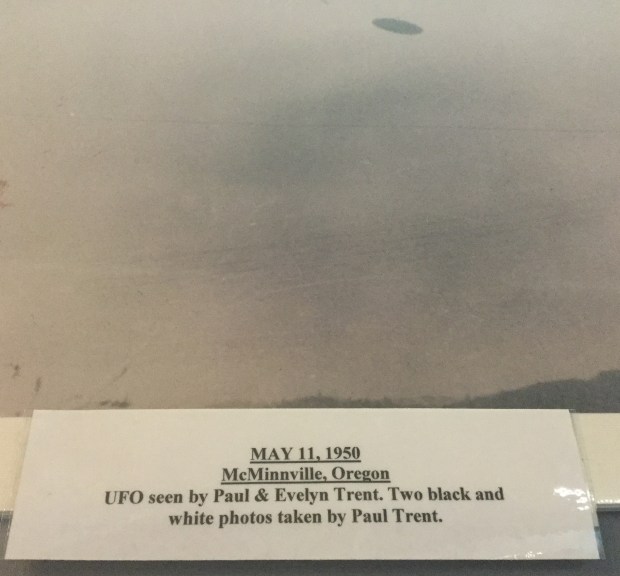 MAY 11, 1950
McMinnville, Oregon
UFO seen by Paul & Evelyn Trent. Two black and
white photos taken by Paul Trent.